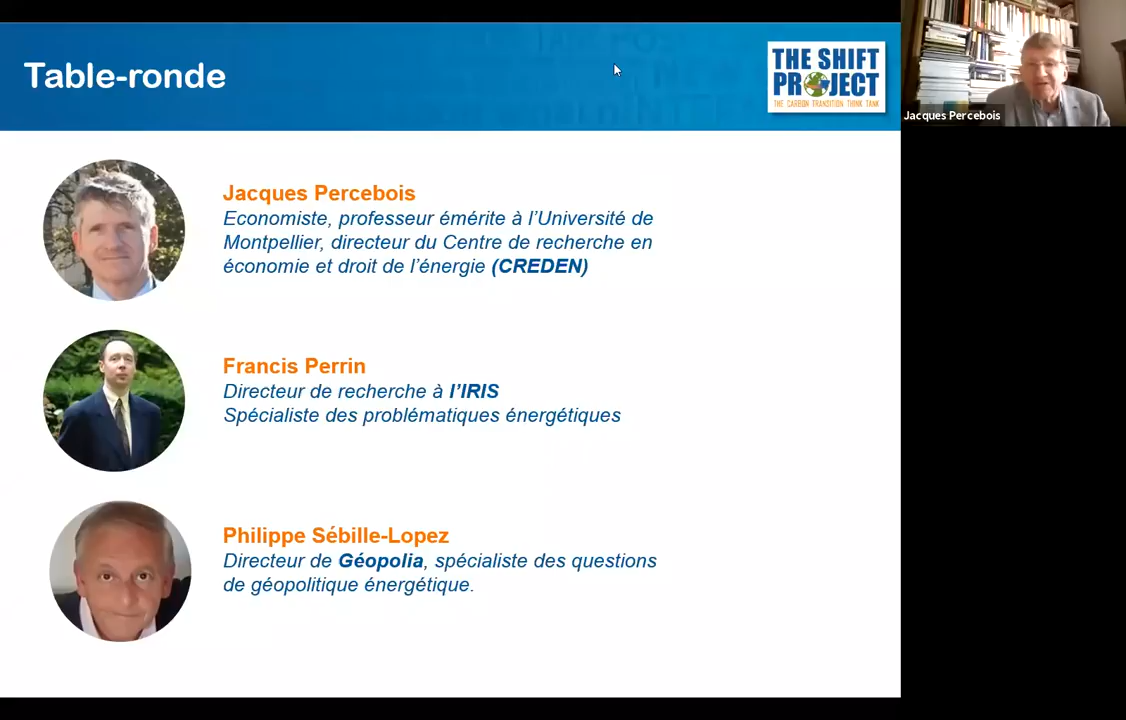 Table-ronde
THE SHIFT
PROJECT
THE CARBON TRANSITION THINK TANK
Jacques Percebois
Jacques Percebois
Economiste, professeur émérite à l'Université de
Montpellier, directeur du Centre de recherche en
économie et droit de l'énergie (CREDEN)
Francis Perrin
Directeur de recherche à l'IRIS
Spécialiste des problématiques énergétiques
Philippe Sébille-Lopez
Directeur de Géopolia, spécialiste des questions
de géopolitique énergétique.